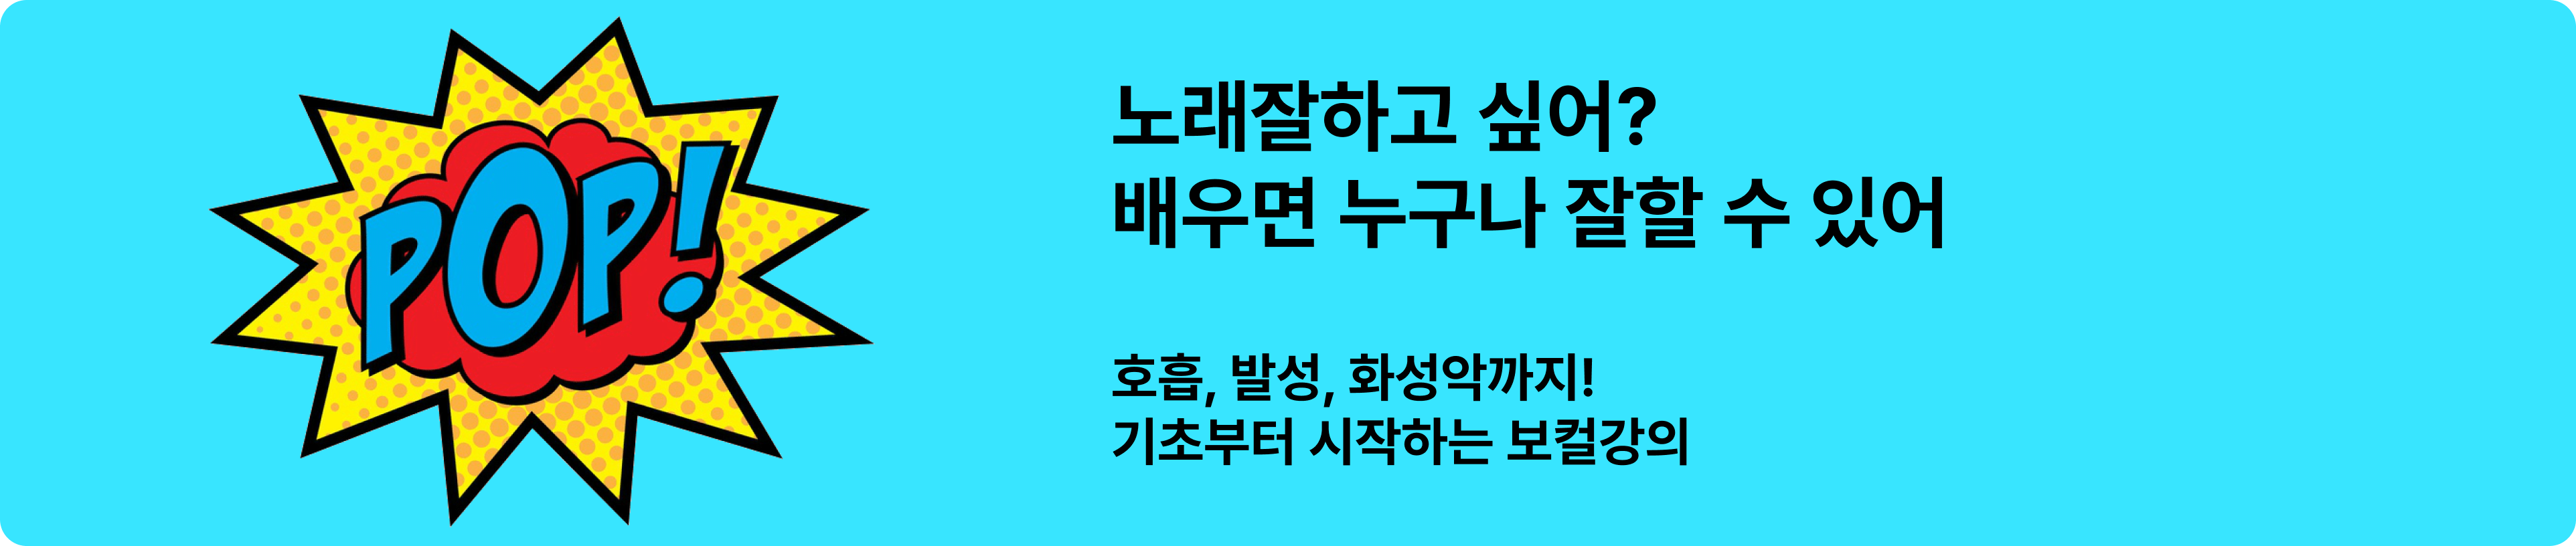 POP!
노래잘하고 싶어?
배우면 누구나 잘할 수 있어
호흡, 발성, 화성악까지!
기초부터 시작하는 보컬강의